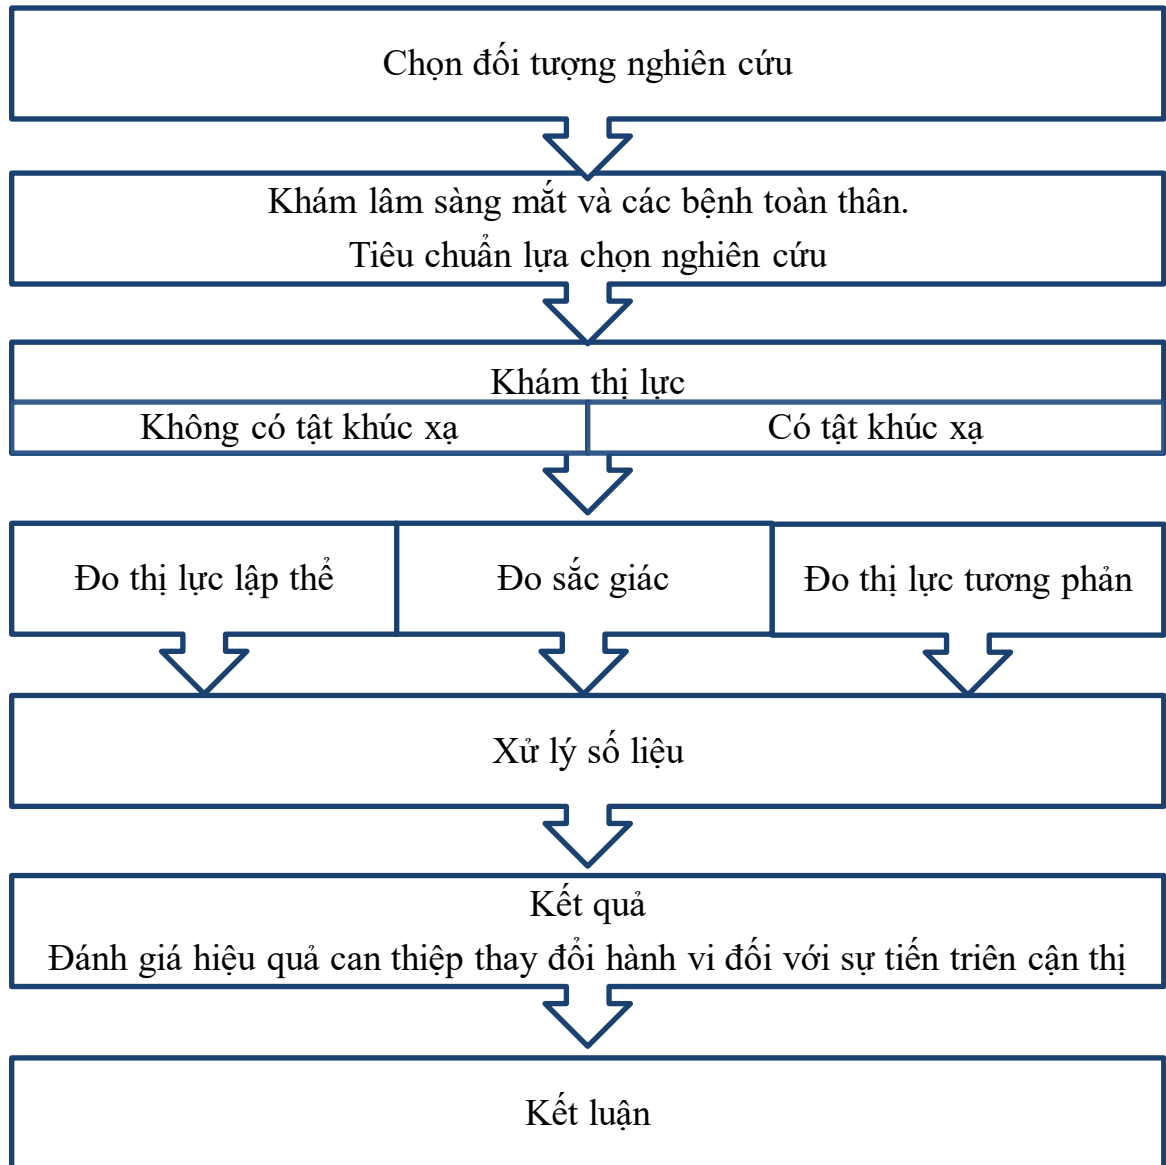 Chọn đối tượng nghiên cứu
Khám lâm sàng mắt và các bệnh toàn thân.
Tiêu chuẩn lựa chọn nghiên cứu
Khám thị lực
Không có tật khúc xạ
Có tật khúc xạ
Đo thị lực lập thể
Đo sắc giác
Đo thị lực tương phản
Xử lý số liệu
Kết quả
Đánh giá hiệu quả can thiệp thay đổi hành vi đối với sự tiến triên cận thị
Kết luận